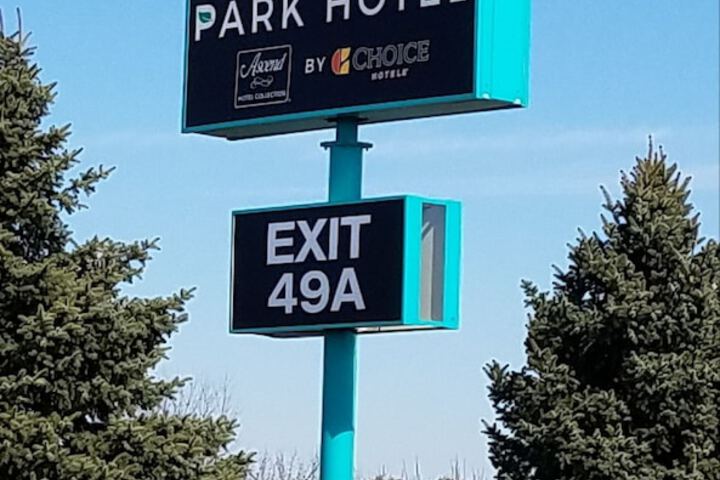 PARK HOTEL
Ascend
HOTEL COLLECTION
BY CHOICE
HOTELS
EXIT
49A